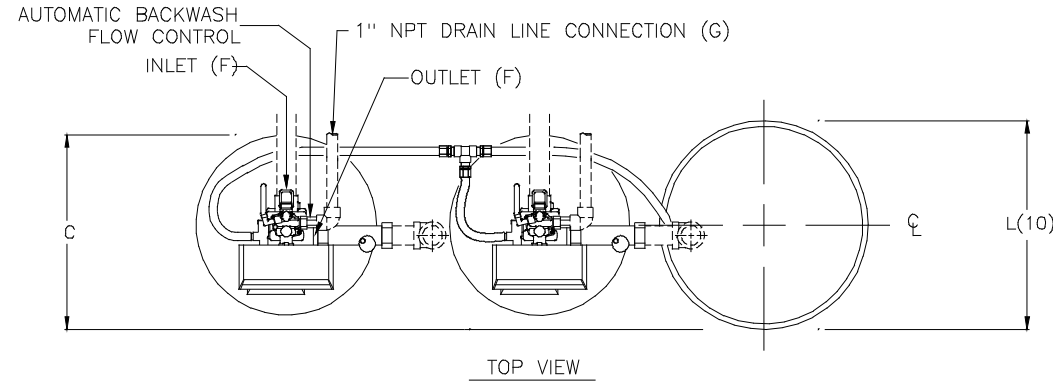 AUTOMATIC BACKWASH
FLOW CONTROL
INLET (F)
1" NPT DRAIN LINE CONNECTION (G)
OUTLET (F)
C
℄
L(10)
TOP VIEW